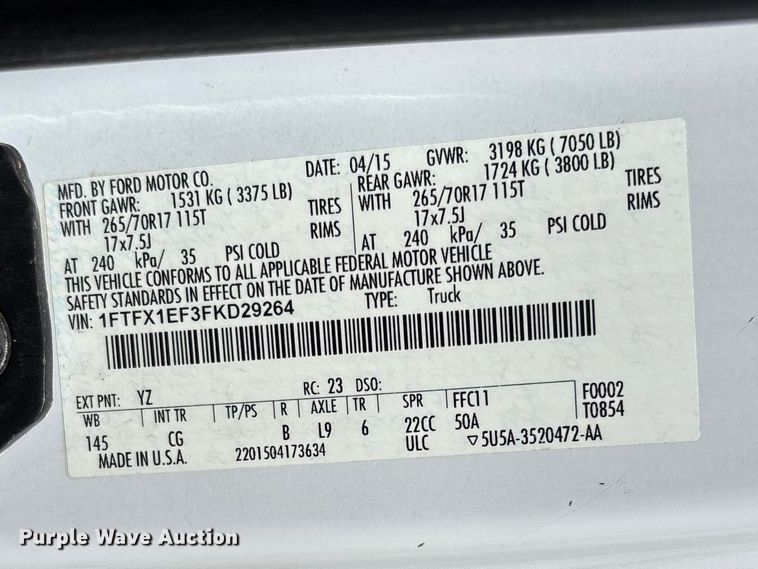 MFD. BY FORD MOTOR CO. DATE: 04/15 GVWR: 3198 KG ( 7050 LB)
FRONT GAWR: 1531 KG ( 3375 LB) REAR GAWR: 1724 KG ( 3800 LB)
WITH 265/70R17 115T TIRES WITH 265/70R17 115T TIRES
17x7.5J RIMS 17x7.5J RIMS
AT 240 kPa/ 35 PSI COLD AT 240 kPa/ 35 PSI COLD
THIS VEHICLE CONFORMS TO ALL APPLICABLE FEDERAL MOTOR VEHICLE
SAFETY STANDARDS IN EFFECT ON THE DATE OF MANUFACTURE SHOWN ABOVE.
VIN: 1FTFX1EF3FKD29264 TYPE: Truck
EXT PNT: YZ RC: 23 DSO:
WB INT TR TP/PS R AXLE TR SPR FFC11 F0002
145 CG B L9 6 22CC 50A T0854
ULC ▽5U5A-3520472-AA
MADE IN U.S.A. 2201504173634
Purple Wave Auction